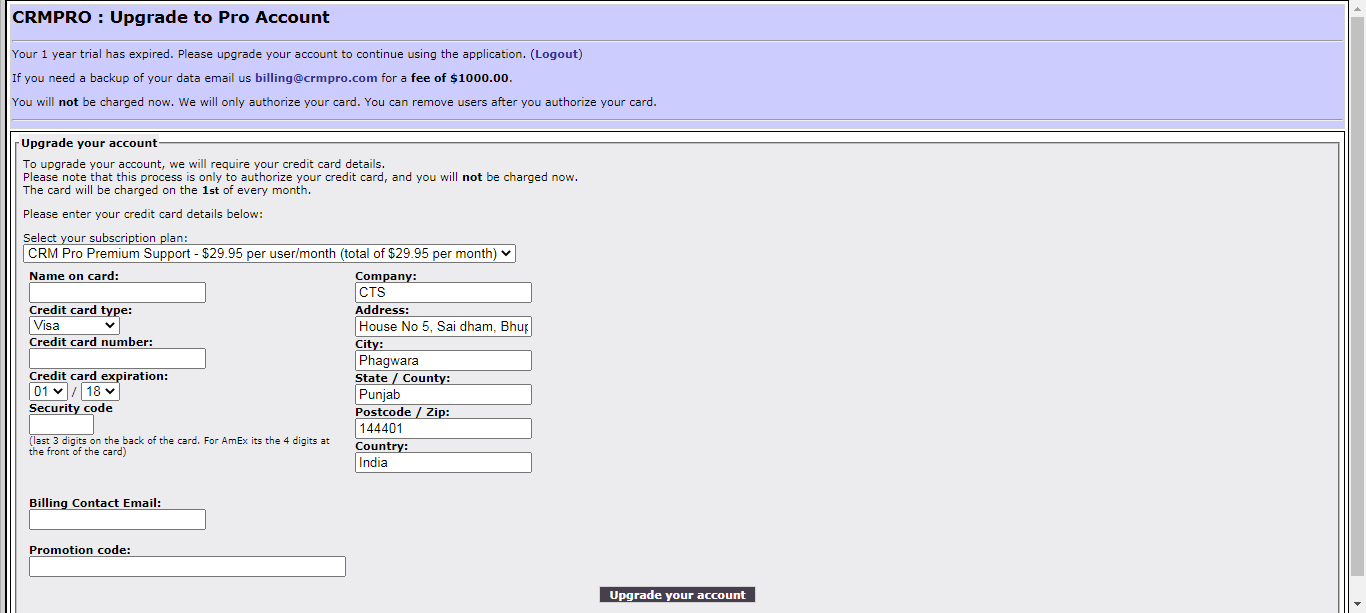 CRMPRO : Upgrade to Pro Account
Your 1 year trial has expired. Please upgrade your account to continue using the application. (Logout)
If you need a backup of your data email us billing@crmpro.com for a fee of $1000.00.
You will not be charged now. We will only authorize your card. You can remove users after you authorize your card.
Upgrade your account
To upgrade your account, we will require your credit card details.
Please note that this process is only to authorize your credit card, and you will not be charged now.
The card will be charged on the 1st of every month.
Please enter your credit card details below:
Select your subscription plan:
CRM Pro Premium Support - $29.95 per user/month (total of $29.95 per month)
Name on card:
Credit card type:
Visa
Credit card number:
Credit card expiration:
01 / 18
Security code
(last 3 digits on the back of the card. For AmEx its the 4 digits at
the front of the card)
Company:
CTS
Address:
House No 5, Sai dham, Bhup
City:
Phagwara
State / County:
Punjab
Postcode / Zip:
144401
Country:
India
Billing Contact Email:
Promotion code:
Upgrade your account